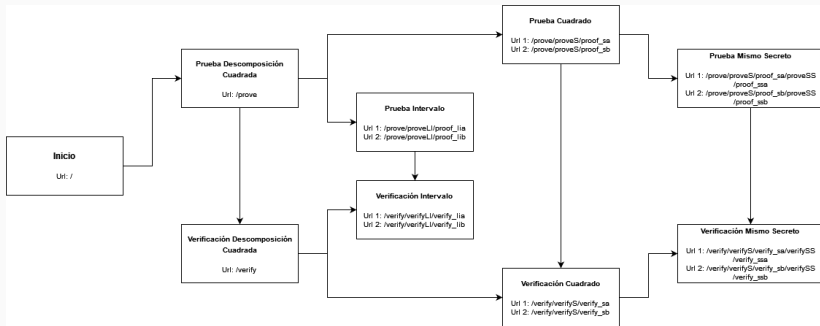 Prueba Cuadrado
Url 1: /prove/proveS/proof_sa
Url 2: /prove/proveS/proof_sb
Prueba Descomposición
Cuadrada
Url: /prove
Prueba Mismo Secreto
Url 1: /prove/proveS/proof_sa/proveSS
/proof_ssa
Url 2: /prove/proveS/proof_sb/proveSS
/proof_ssb
Prueba Intervalo
Url 1: /prove/proveLI/proof_lia
Url 2: /prove/proveLI/proof_lib
Inicio
Url: /
Verificación Intervalo
Url 1: /verify/verifyLI/verify_lia
Url 2: /verify/verifyLI/verify_lib
Verificación Descomposición
Cuadrada
Url: /verify
Verificación Mismo Secreto
Url 1: /verify/verifyS/verify_sa/verifySS
/verify_ssa
Url 2: /verify/verifyS/verify_sb/verifySS
/verify_ssb
Verificación Cuadrado
Url 1: /verify/verifyS/verify_sa
Url 2: /verify/verifyS/verify_sb